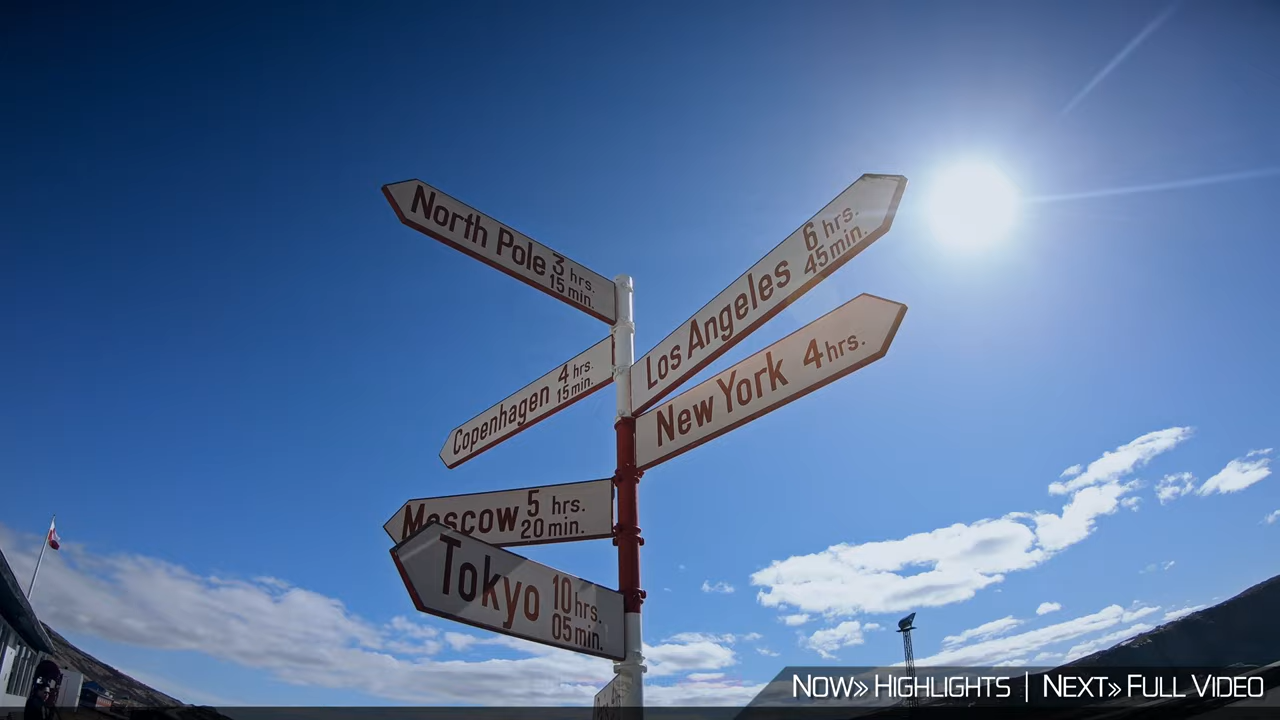 North Pole 3 hrs.
15 min.
Los Angeles 6 hrs.
45 min.
Copenhagen 4 hrs.
15 min.
New York 4 hrs.
Moscow 5 hrs.
20 min.
Tokyo 10 hrs.
05 min.
NOW» HIGHLIGHTS | NEXT» FULL VIDEO